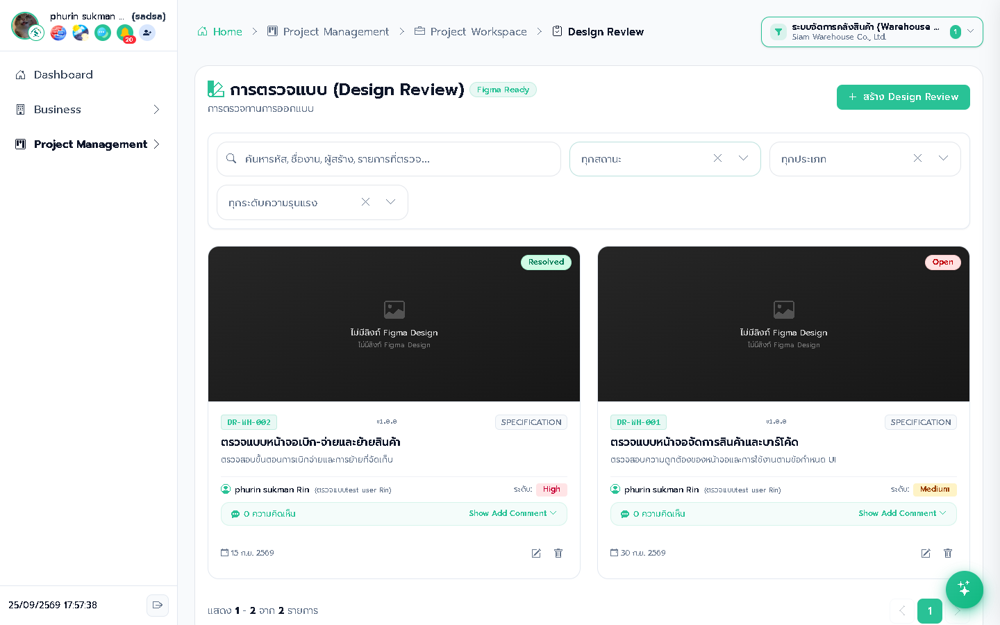 phurin sukman ... (sadsa)
20
Dashboard
Business
Project Management
25/09/2569 17:57:38
Home
Project Management
Project Workspace
Design Review
ระบบจัดการคลังสินค้า (Warehouse ...
Siam Warehouse Co., Ltd.
1
การตรวจแบบ (Design Review)
Figma Ready
การตรวจทานการออกแบบ
สร้าง Design Review
ค้นหารหัส, ชื่องาน, ผู้สร้าง, รายการที่ตรวจ...
ทุกสถานะ
ทุกประเภท
ทุกระดับความรุนแรง
Resolved
ไม่มีลิงก์ Figma Design
ไม่มีลิงก์ Figma Design
DR-WH-002
v1.0.0
SPECIFICATION
ตรวจแบบหน้าจอเบิก-จ่ายและย้ายสินค้า
ตรวจสอบขั้นตอนการเบิกจ่ายและการย้ายที่จัดเก็บ
phurin sukman Rin (ตรวจแบบtest user Rin)
ระดับ: High
0 ความคิดเห็น
Show Add Comment
15 ก.ย. 2569
Open
ไม่มีลิงก์ Figma Design
ไม่มีลิงก์ Figma Design
DR-WH-001
v1.0.0
SPECIFICATION
ตรวจแบบหน้าจอจัดการสินค้าและบาร์โค้ด
ตรวจสอบความถูกต้องของหน้าจอและการใช้งานตามข้อกำหนด UI
phurin sukman Rin (ตรวจแบบtest user Rin)
ระดับ: Medium
0 ความคิดเห็น
Show Add Comment
30 ก.ย. 2569
แสดง 1 - 2 จาก 2 รายการ
1